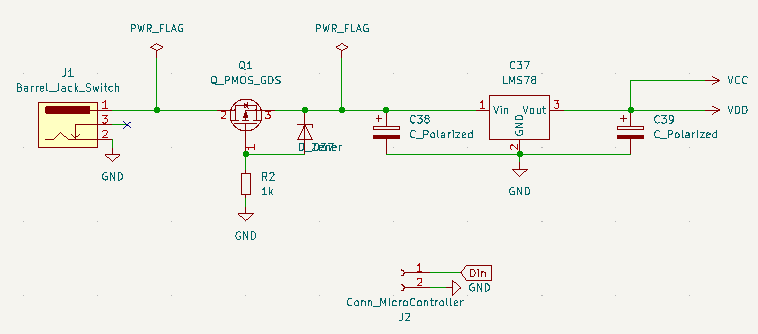 PWR_FLAG
PWR_FLAG
J1
Barrel_Jack_Switch
1
3
2
GND
Q1
Q_PMOS_GDS
2
3
1
R2
1k
GND
C38
C_Polarized
+
C37
LMS78
1
Vin
Vout
3
GND
2
GND
+
C39
C_Polarized
VCC
VDD
1
2
Din
GND
Conn_MicroController
J2